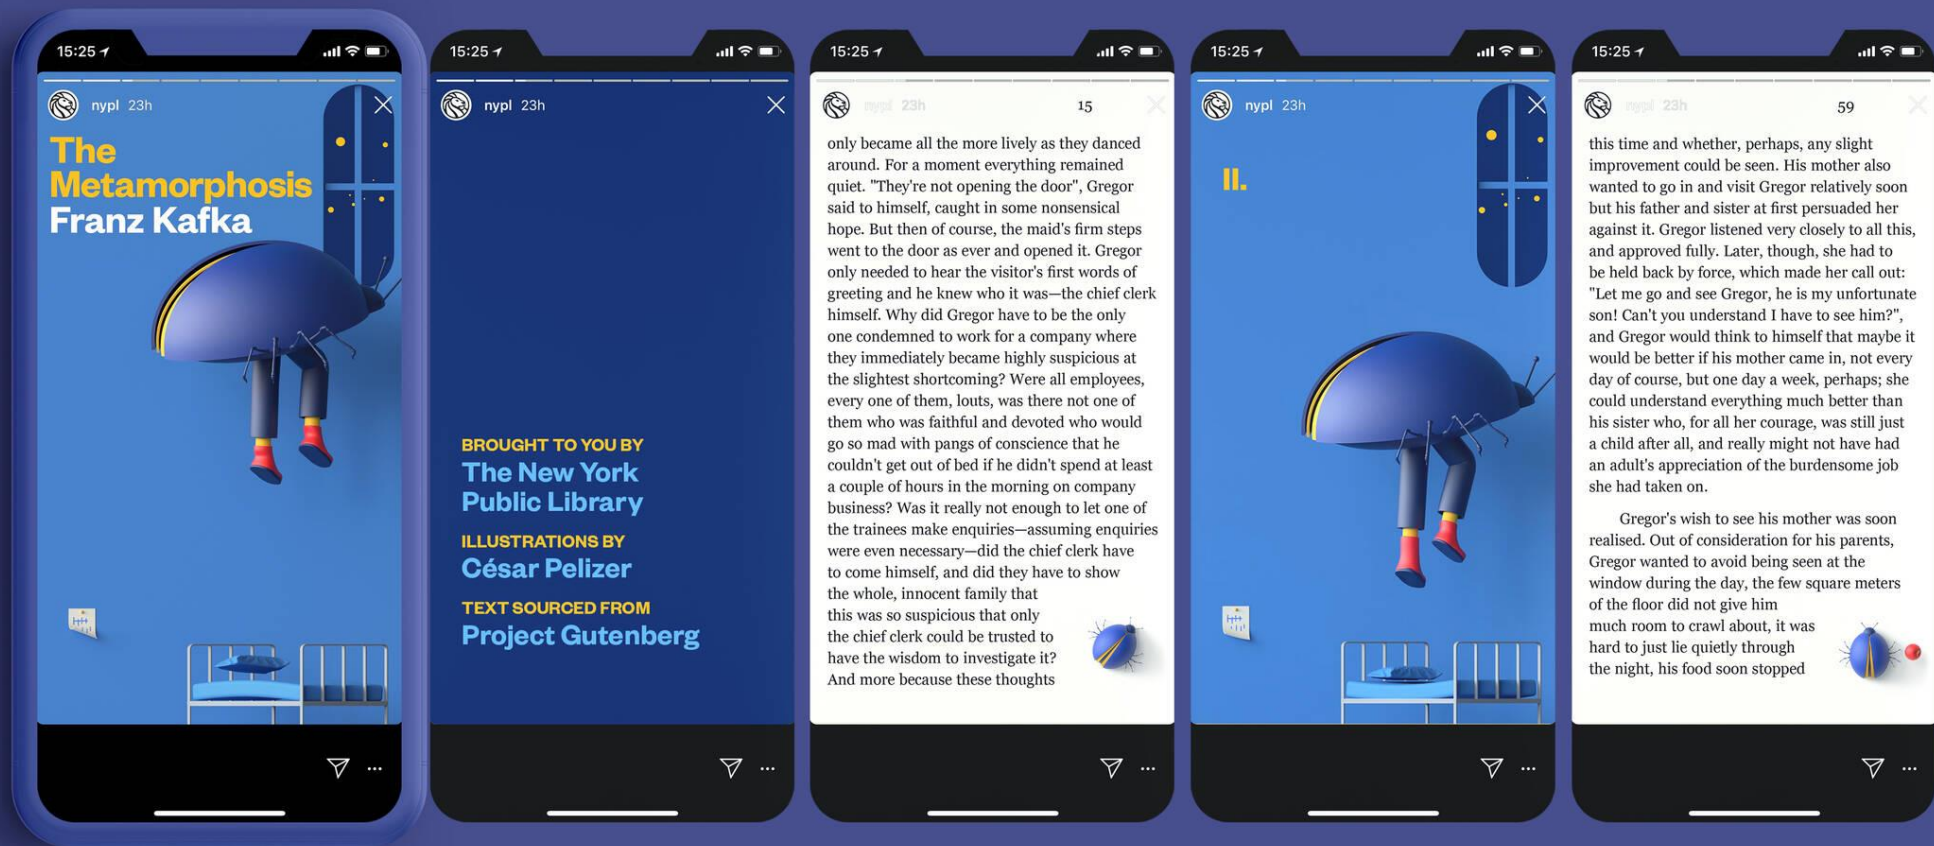 15:25
nypl 23h
The
Metamorphosis
Franz Kafka
15:25
nypl 23h
BROUGHT TO YOU BY
The New York
Public Library
ILLUSTRATIONS BY
César Pelizer
TEXT SOURCED FROM
Project Gutenberg
15:25
nypl 23h
15
only became all the more lively as they danced
around. For a moment everything remained
quiet. "They're not opening the door", Gregor
said to himself, caught in some nonsensical
hope. But then of course, the maid's firm steps
went to the door as ever and opened it. Gregor
only needed to hear the visitor's first words of
greeting and he knew who it was—the chief clerk
himself. Why did Gregor have to be the only
one condemned to work for a company where
they immediately became highly suspicious at
the slightest shortcoming? Were all employees,
every one of them, louts, was there not one of
them who was faithful and devoted who would
go so mad with pangs of conscience that he
couldn't get out of bed if he didn't spend at least
a couple of hours in the morning on company
business? Was it really not enough to let one of
the trainees make enquiries—assuming enquiries
were even necessary—did the chief clerk have
to come himself, and did they have to show
the whole, innocent family that
this was so suspicious that only
the chief clerk could be trusted to
have the wisdom to investigate it?
And more because these thoughts
15:25
nypl 23h
II.
15:25
nypl 23h
59
this time and whether, perhaps, any slight
improvement could be seen. His mother also
wanted to go in and visit Gregor relatively soon
but his father and sister at first persuaded her
against it. Gregor listened very closely to all this,
and approved fully. Later, though, she had to
be held back by force, which made her call out:
"Let me go and see Gregor, he is my unfortunate
son! Can't you understand I have to see him?",
and Gregor would think to himself that maybe it
would be better if his mother came in, not every
day of course, but one day a week, perhaps; she
could understand everything much better than
his sister who, for all her courage, was still just
a child after all, and really might not have had
an adult's appreciation of the burdensome job
she had taken on.
Gregor's wish to see his mother was soon
realised. Out of consideration for his parents,
Gregor wanted to avoid being seen at the
window during the day, the few square meters
of the floor did not give him
much room to crawl about, it was
hard to just lie quietly through
the night, his food soon stopped